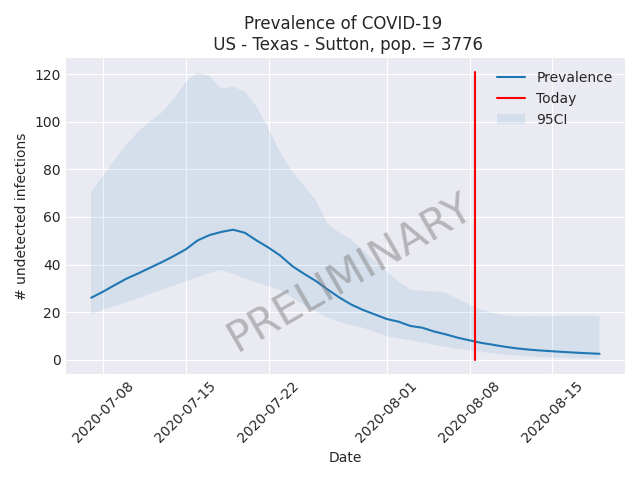 Prevalence of COVID-19
US - Texas - Sutton, pop. = 3776
120
100
80
60
40
20
0
# undetected infections
Prevalence
Today
95CI
PRELIMINARY
2020-07-08
2020-07-15
2020-07-22
2020-08-01
2020-08-08
2020-08-15
Date